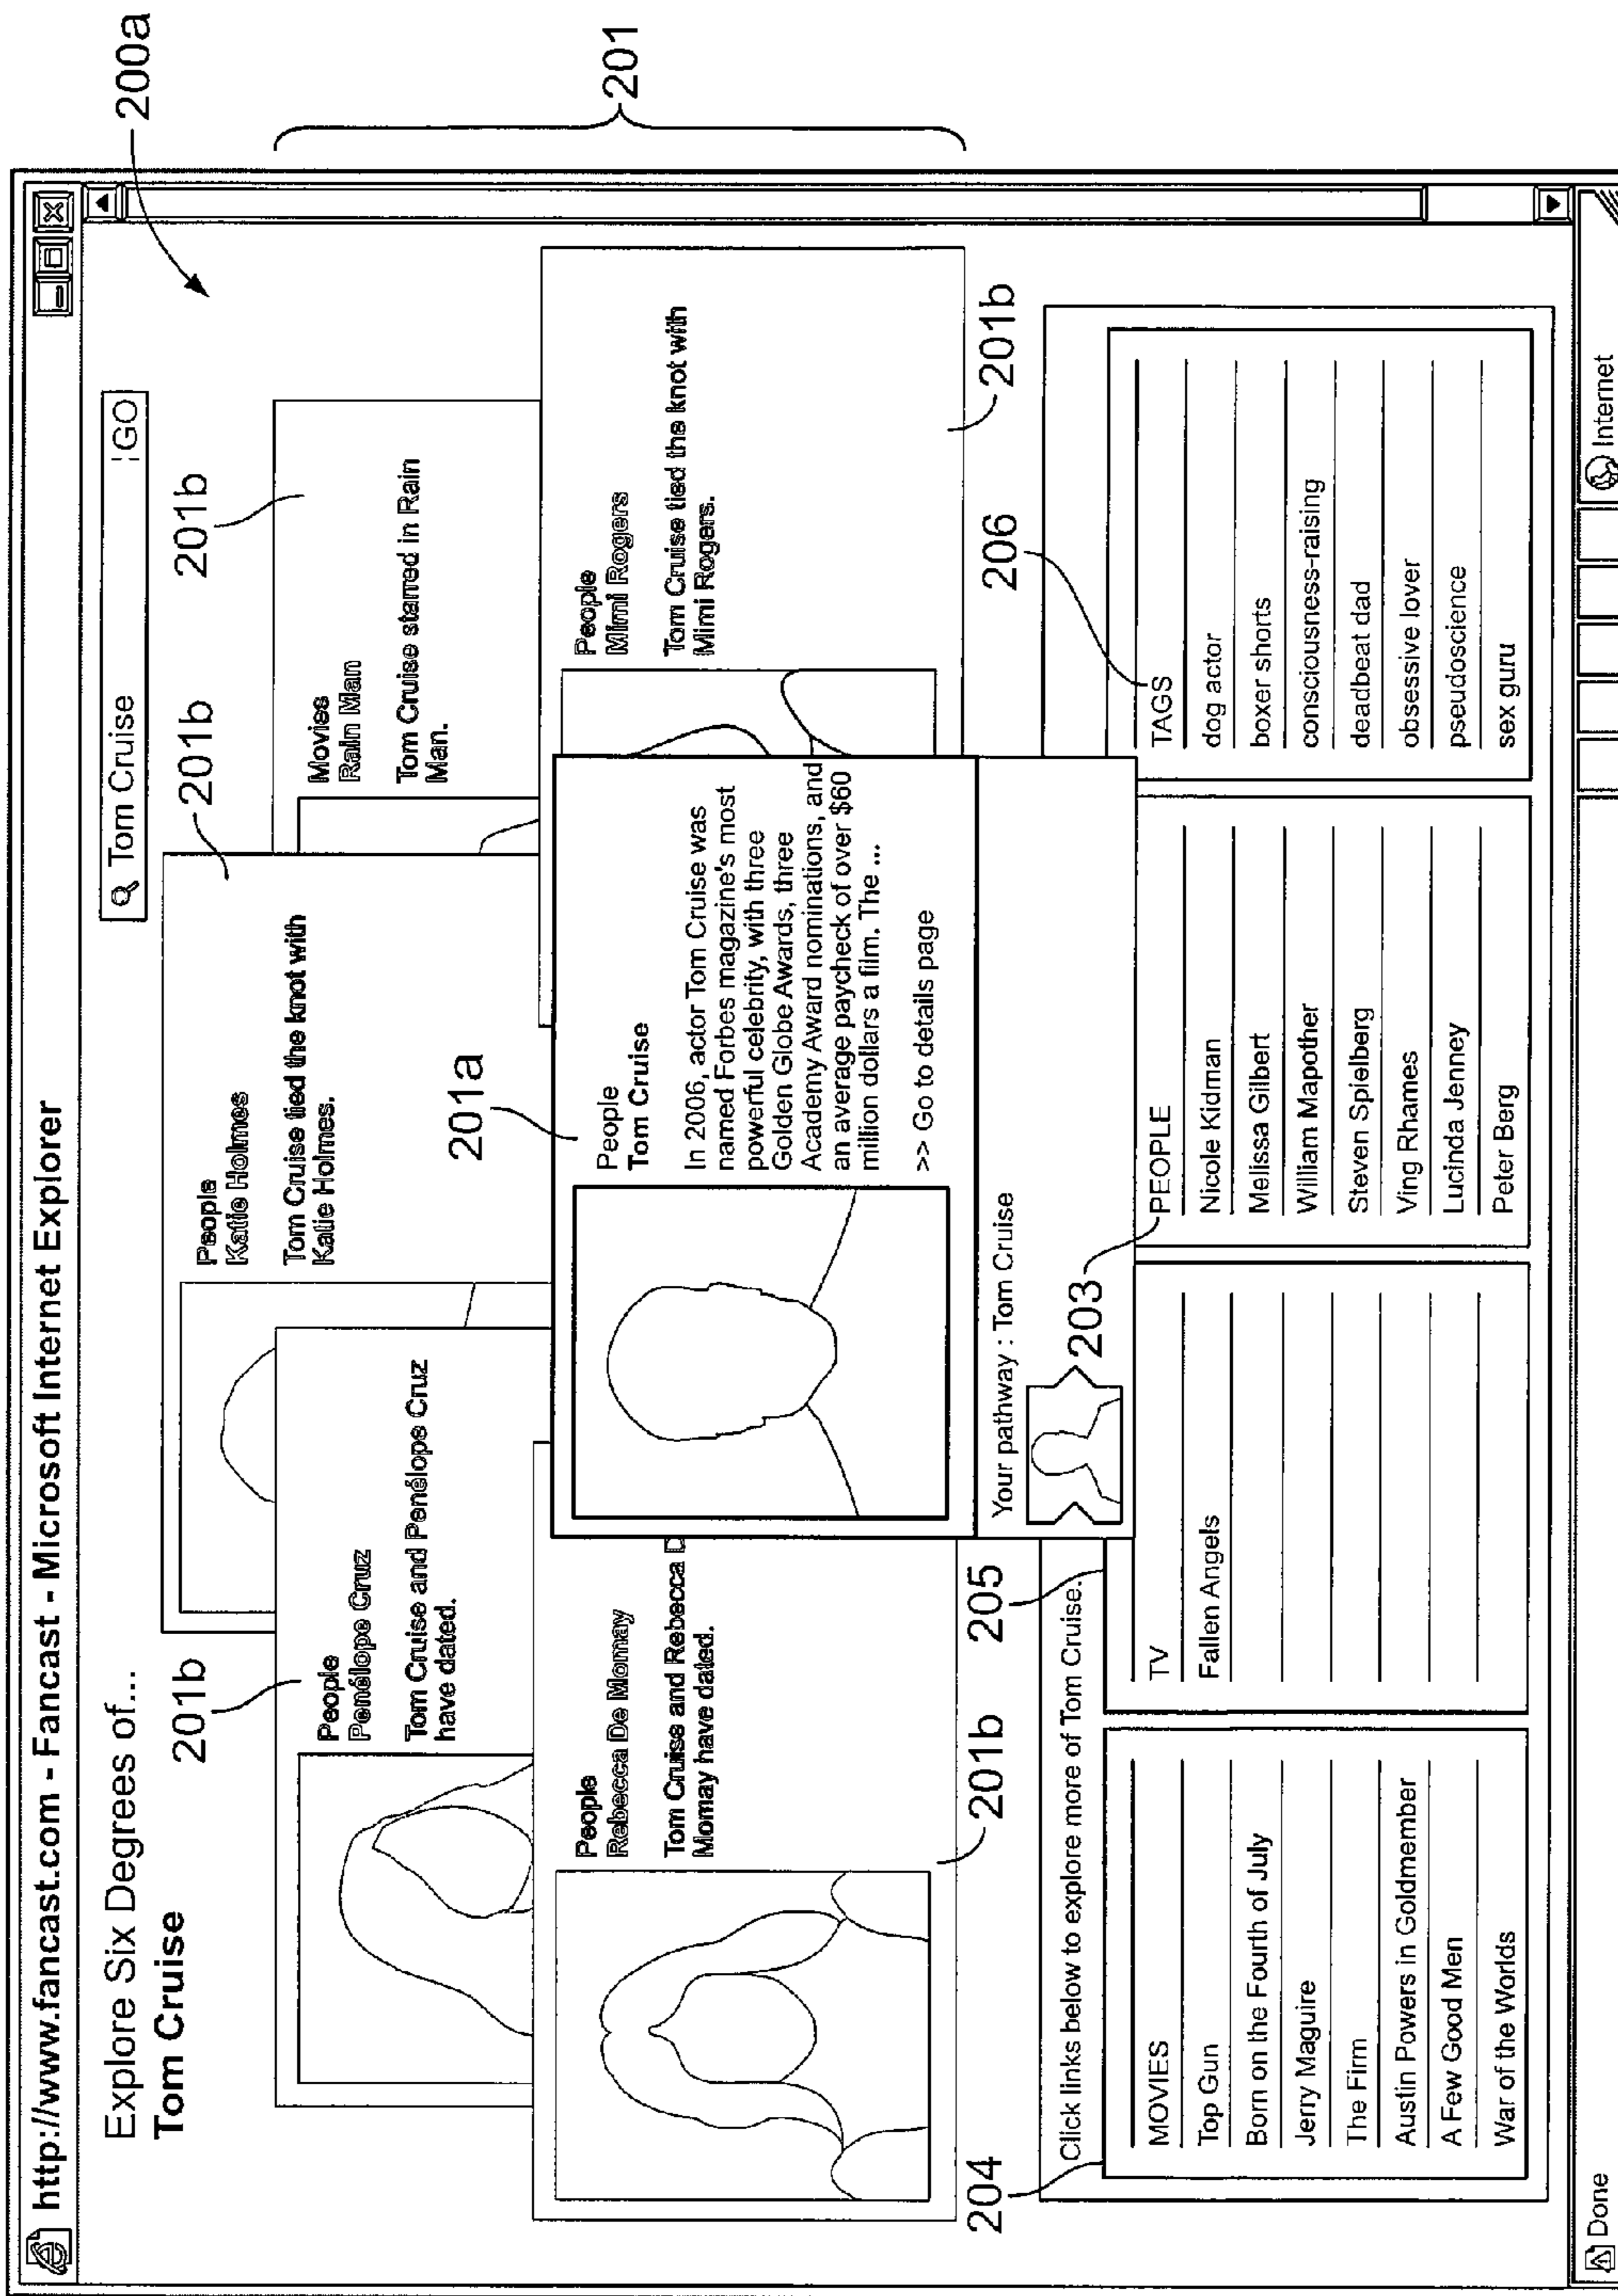 http://www.fancast.com - Fancast - Microsoft Internet Explorer
Explore Six Degrees of...
Tom Cruise
Tom Cruise
GO
200a
201
201b
201b
201b
People
Katie Holmes
Tom Cruise tied the knot with
Katie Holmes.
People
Penélope Cruz
Tom Cruise and Penélope Cruz
have dated.
Movies
Rain Man
Tom Cruise starred in Rain
Man.
201a
People
Rebecca De Mornay
Tom Cruise and Rebecca D
Mornay have dated.
People
Tom Cruise
In 2006, actor Tom Cruise was
named Forbes magazine's most
powerful celebrity, with three
Golden Globe Awards, three
Academy Award nominations, and
an average paycheck of over $60
million dollars a film. The ...
>> Go to details page
People
Mimi Rogers
Tom Cruise tied the knot with
Mimi Rogers.
201b
201b
Your pathway : Tom Cruise
204
205
203
206
Click links below to explore more of Tom Cruise.
MOVIES
Top Gun
Born on the Fourth of July
Jerry Maguire
The Firm
Austin Powers in Goldmember
A Few Good Men
War of the Worlds
TV
Fallen Angels
PEOPLE
Nicole Kidman
Melissa Gilbert
William Mapother
Steven Spielberg
Ving Rhames
Lucinda Jenney
Peter Berg
TAGS
dog actor
boxer shorts
consciousness-raising
deadbeat dad
obsessive lover
pseudoscience
sex guru
Done
Internet